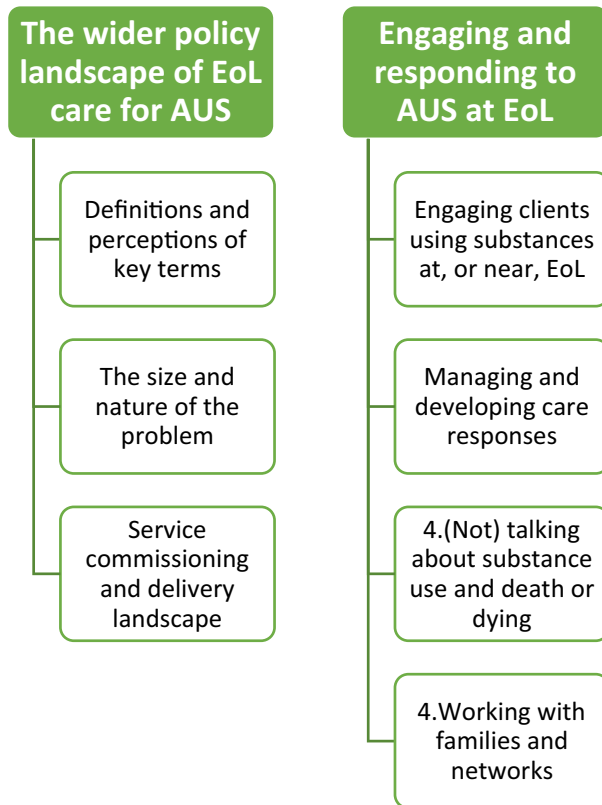 The wider policy
landscape of EoL
care for AUS
Definitions and
perceptions of
key terms
The size and
nature of the
problem
Service
commissioning
and delivery
landscape
Engaging and
responding to
AUS at EoL
Engaging clients
using substances
at, or near, EoL
Managing and
developing care
responses
4.(Not) talking
about substance
use and death or
dying
4.Working with
families and
networks